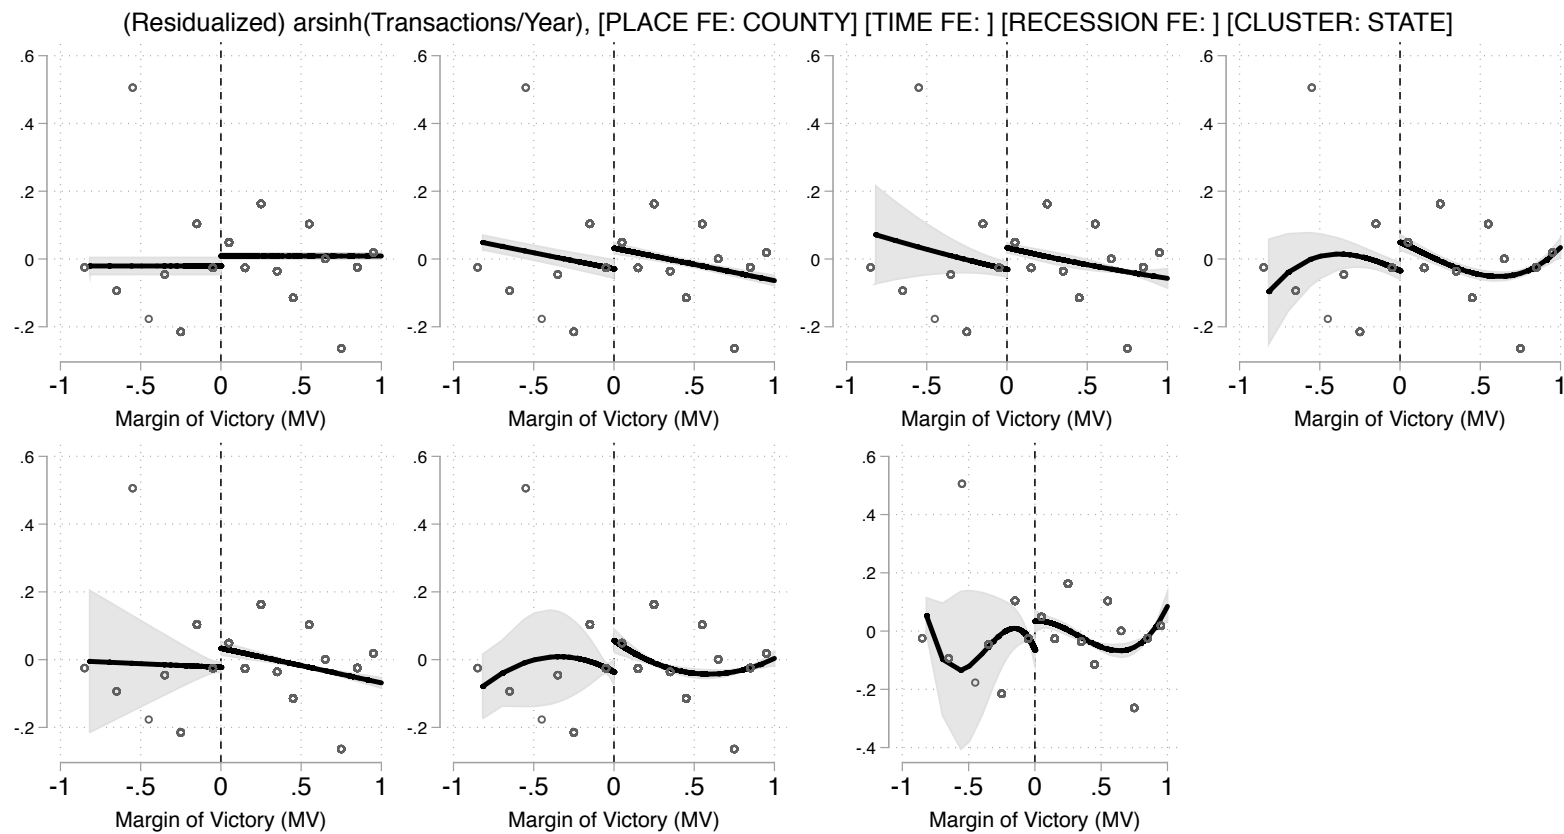 (Residualized) arsinh(Transactions/Year), [PLACE FE: COUNTY] [TIME FE: ] [RECESSION FE: ] [CLUSTER: STATE]
.6 .6 .6 .6
.4 .4 .4 .4
.2 .2 .2 .2
0 0 0 0
-.2 -.2 -.2 -.2
-1 -.5 0 .5 1 -1 -.5 0 .5 1 -1 -.5 0 .5 1 -1 -.5 0 .5 1
Margin of Victory (MV) Margin of Victory (MV) Margin of Victory (MV) Margin of Victory (MV)
.6 .6 .6
.4 .4 .4
.2 .2 .2
0 0 0
-.2 -.2 -.2
-.4
-1 -.5 0 .5 1 -1 -.5 0 .5 1 -1 -.5 0 .5 1
Margin of Victory (MV) Margin of Victory (MV) Margin of Victory (MV)